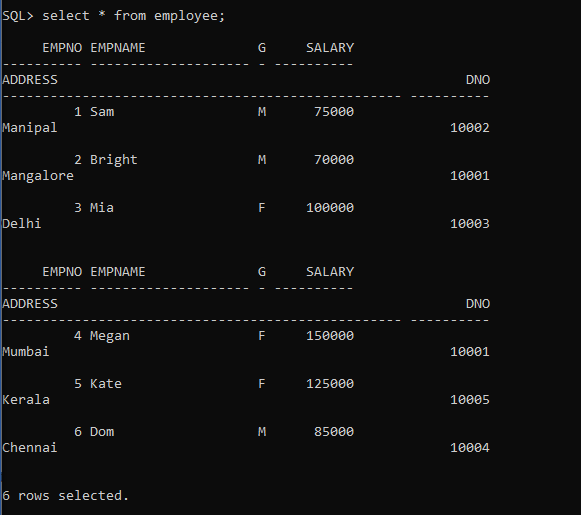 SQL> select * from employee;
     EMPNO EMPNAME              G     SALARY
---------- -------------------- - ----------
ADDRESS                                                   DNO
-------------------------------------------------- ----------
         1 Sam                  M      75000
Manipal                                                 10002
         2 Bright               M      70000
Mangalore                                               10001
         3 Mia                  F     100000
Delhi                                                   10003
     EMPNO EMPNAME              G     SALARY
---------- -------------------- - ----------
ADDRESS                                                   DNO
-------------------------------------------------- ----------
         4 Megan                F     150000
Mumbai                                                  10001
         5 Kate                 F     125000
Kerala                                                  10005
         6 Dom                  M      85000
Chennai                                                 10004
6 rows selected.